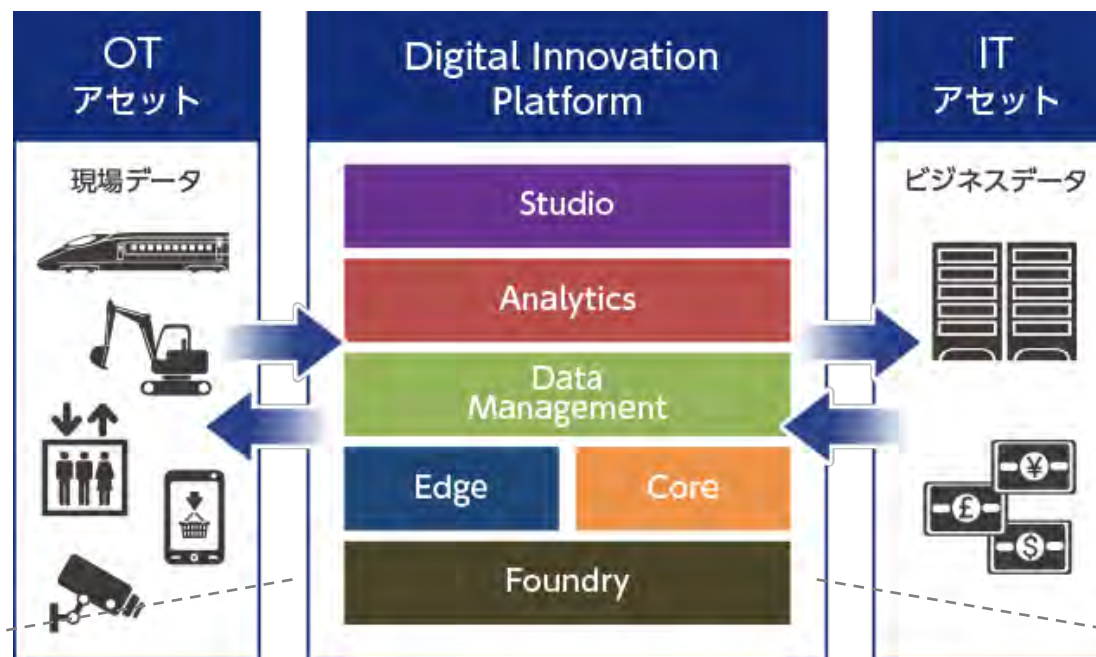 OT
アセット
現場データ
Digital Innovation
Platform
Studio
Analytics
Data
Management
Edge
Core
Foundry
IT
アセット
ビジネスデータ
¥
£
$